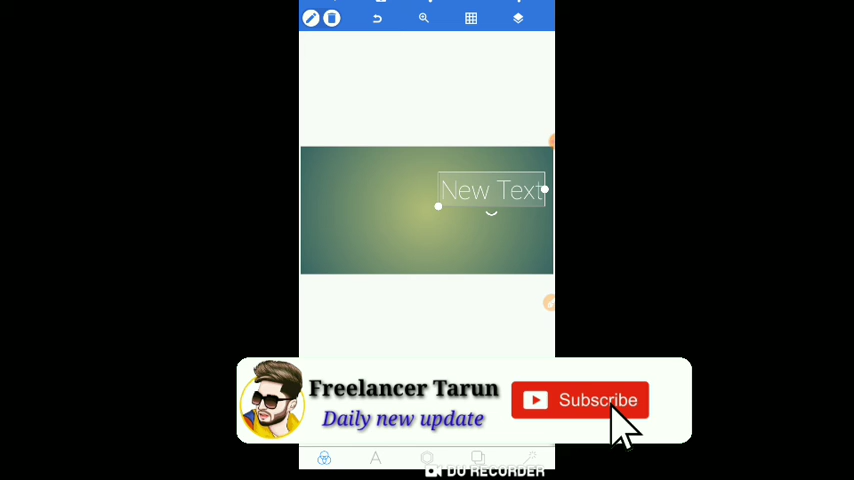 New Text
Freelancer Tarun
Daily new update
Subscribe
A
DU RECORDER